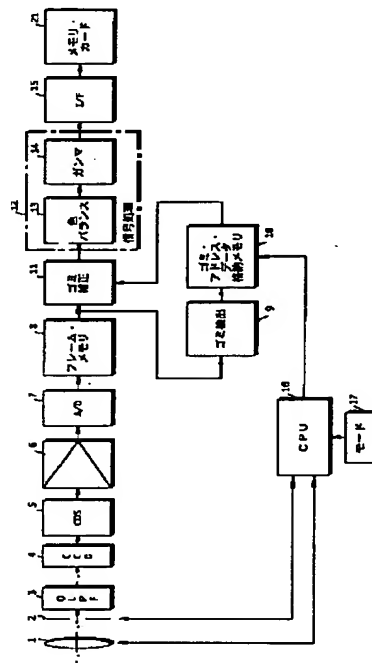 1
2
3
OLPF
4
CCD
5
CDS
6
7
A/D
8
フレーム・
メモリ
11
ゴミ
補正
12
13
色
バランス
14
ガンマ
信号処理
15
I/F
21
メモリ・
カード
ゴミ検出
9
ゴミ・
アドレス・
データ
格納メモリ
10
CPU
16
モード
17